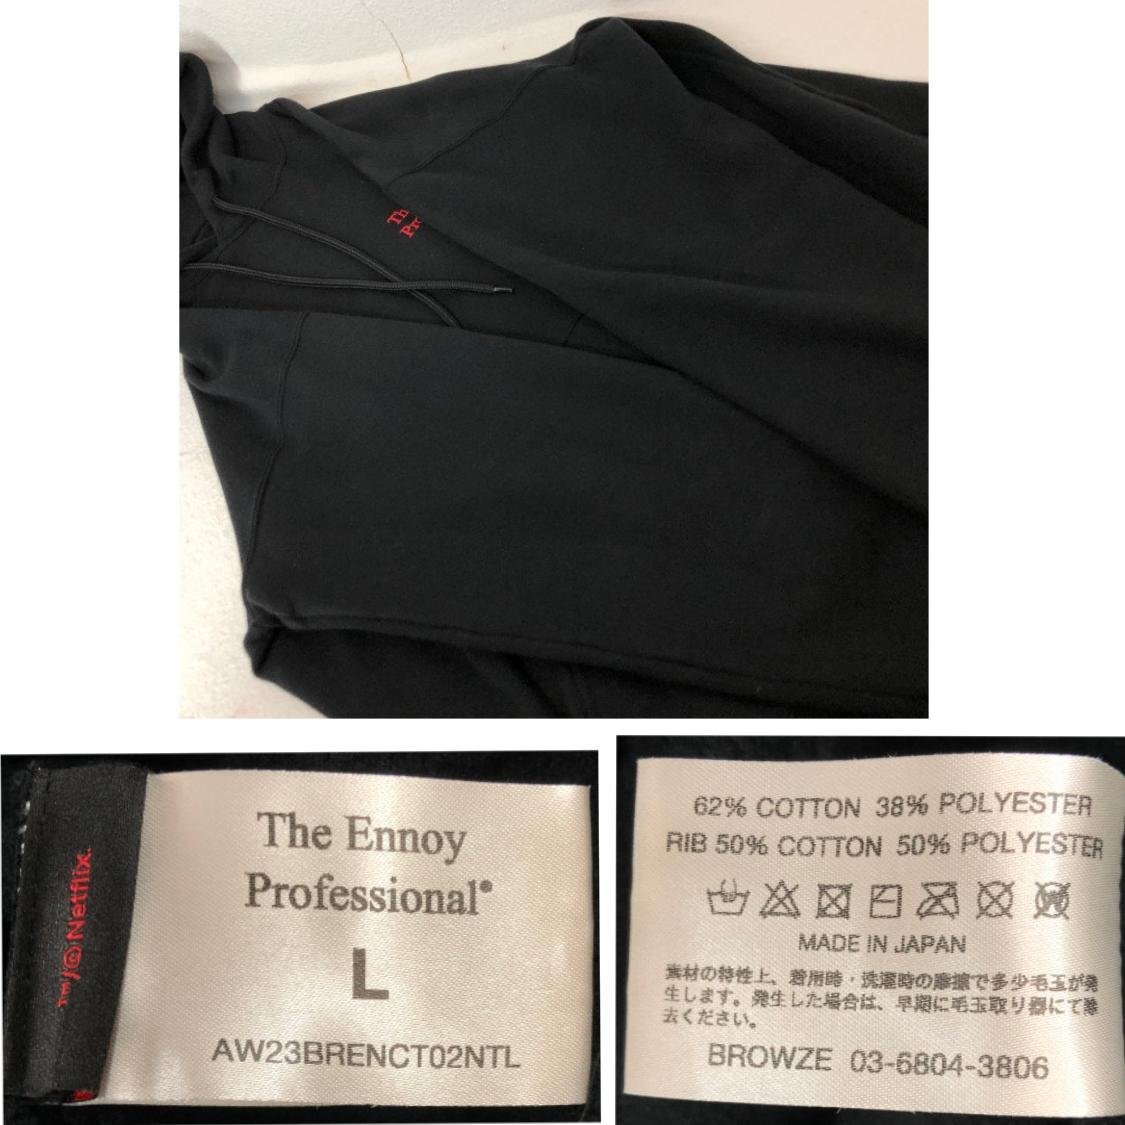 Th
Pr
™/©Netflix.
The Ennoy
Professional®
L
AW23BRENCT02NTL
62% COTTON 38% POLYESTER
RIB 50% COTTON 50% POLYESTER
MADE IN JAPAN
素材の特性上、着用時・洗濯時の摩擦で多少毛玉が発
生します。発生した場合は、早期に毛玉取り器にて除
去ください。
BROWZE 03-6804-3806